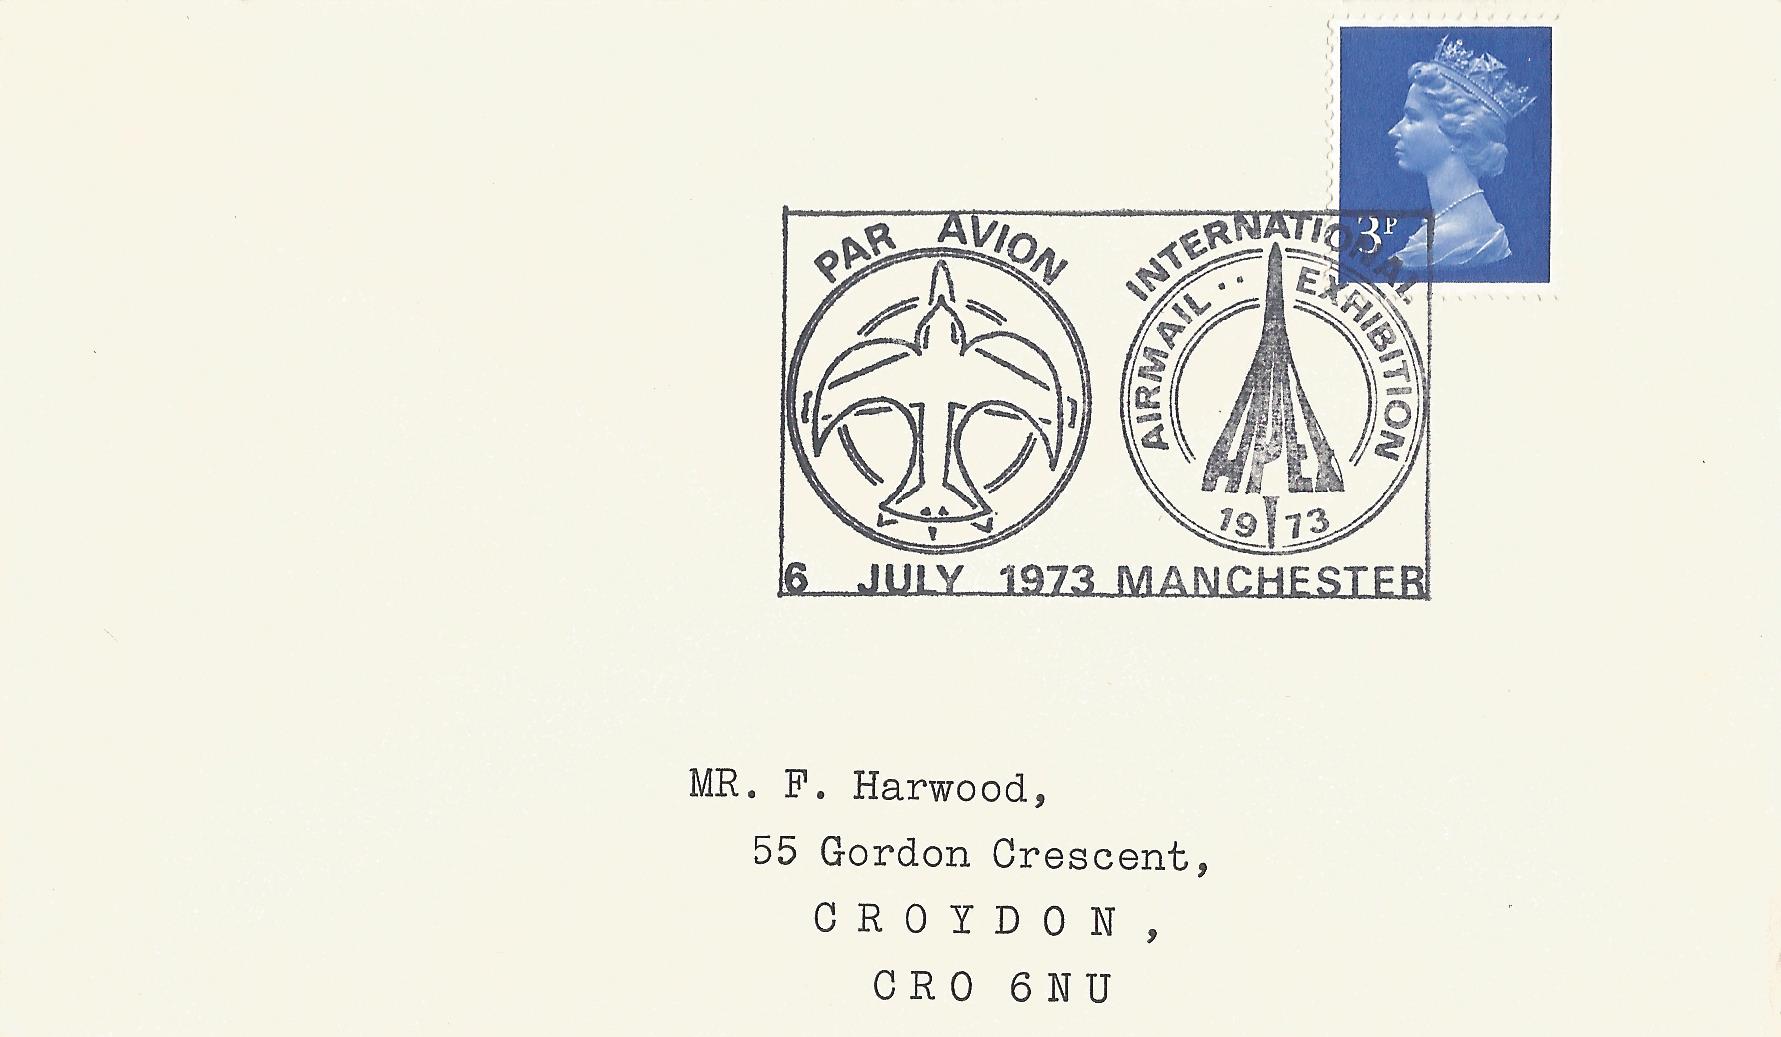 3P
PAR AVION
INTERNATIONAL
AIRMAIL .. EXHIBITION
APEX
19 73
6 JULY 1973 MANCHESTER
MR. F. Harwood,
55 Gordon Crescent,
CROYDON,
CRO 6NU